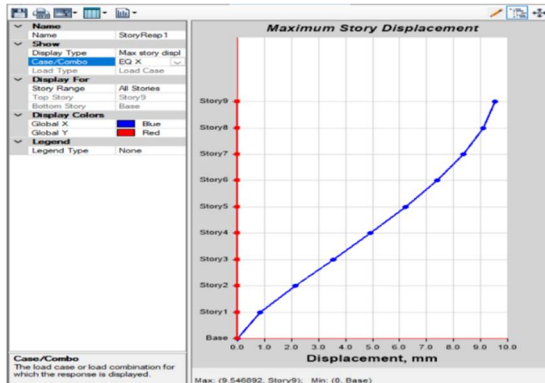 Name
Name StoryResp1
Show
Display Type Max story displ
Case/Combo EQ X
Load Type Load Case
Display For
Story Range All Stories
Top Story Story9
Bottom Story Base
Display Colors
Global X Blue
Global Y Red
Legend
Legend Type None
Case/Combo
The load case or load combination for
which the response is displayed.
Maximum Story Displacement
Story9
Story8
Story7
Story6
Story5
Story4
Story3
Story2
Story1
Base
0.0 1.0 2.0 3.0 4.0 5.0 6.0 7.0 8.0 9.0 10.0
Displacement, mm
Max: (9.546892, Story9); Min: (0, Base)